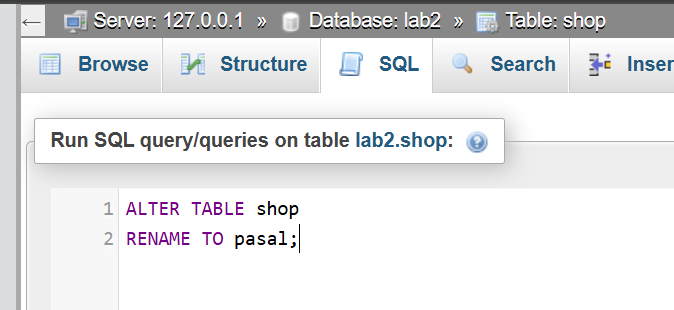 ← Server: 127.0.0.1 » Database: lab2 » Table: shop
Browse Structure SQL Search Inser
Run SQL query/queries on table lab2.shop:
1 ALTER TABLE shop
2 RENAME TO pasal;